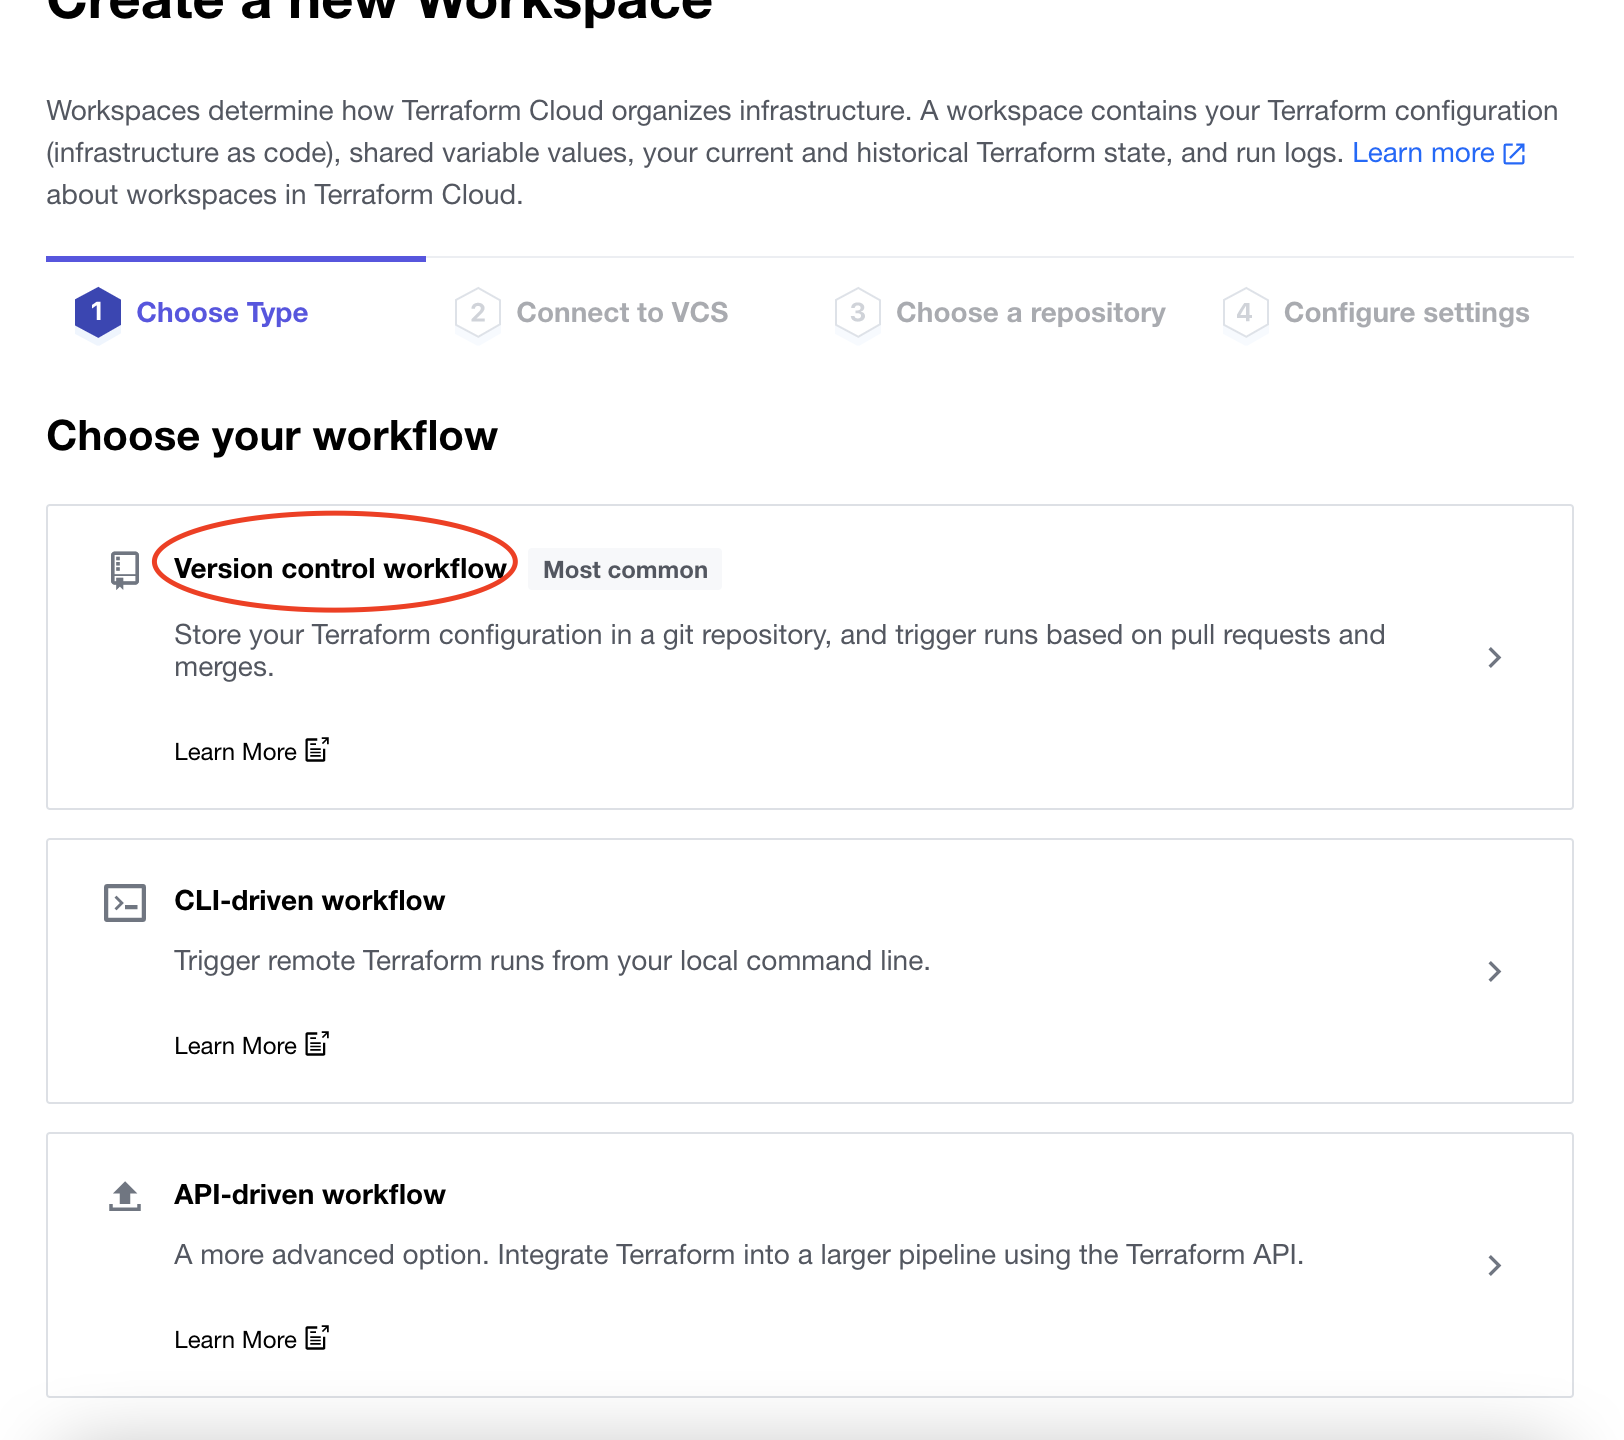 Create a new Workspace
Workspaces determine how Terraform Cloud organizes infrastructure. A workspace contains your Terraform configuration
(infrastructure as code), shared variable values, your current and historical Terraform state, and run logs. Learn more
about workspaces in Terraform Cloud.
1 Choose Type
2 Connect to VCS
3 Choose a repository
4 Configure settings
Choose your workflow
Version control workflow Most common
Store your Terraform configuration in a git repository, and trigger runs based on pull requests and
merges.
Learn More
CLI-driven workflow
Trigger remote Terraform runs from your local command line.
Learn More
API-driven workflow
A more advanced option. Integrate Terraform into a larger pipeline using the Terraform API.
Learn More